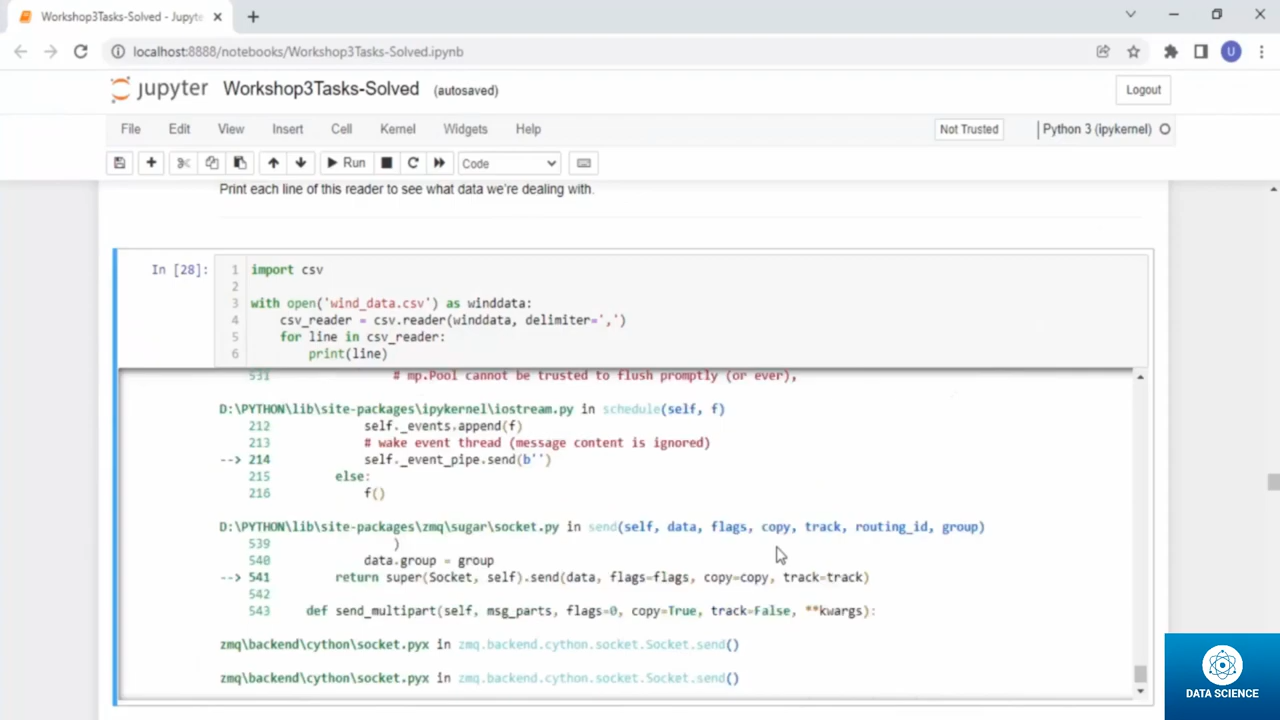 Workshop3Tasks-Solved - Jupyte
localhost:8888/notebooks/Workshop3Tasks-Solved.ipynb
U
jupyter Workshop3Tasks-Solved (autosaved)
Logout
File Edit View Insert Cell Kernel Widgets Help
Not Trusted
Python 3 (ipykernel)
Run
Code
Print each line of this reader to see what data we're dealing with.
In [28]:
1 import csv
2
3 with open('wind_data.csv') as winddata:
4 csv_reader = csv.reader(winddata, delimiter=',')
5 for line in csv_reader:
6 print(line)
531 # mp.Pool cannot be trusted to flush promptly (or ever),
D:\PYTHON\lib\site-packages\ipykernel\iostream.py in schedule(self, f)
212 self._events.append(f)
213 # wake event thread (message content is ignored)
--> 214 self._event_pipe.send(b'')
215 else:
216 f()
D:\PYTHON\lib\site-packages\zmq\sugar\socket.py in send(self, data, flags, copy, track, routing_id, group)
539 )
540 data.group = group
--> 541 return super(Socket, self).send(data, flags=flags, copy=copy, track=track)
542
543 def send_multipart(self, msg_parts, flags=0, copy=True, track=False, **kwargs):
zmq\backend\cython\socket.pyx in zmq.backend.cython.socket.Socket.send()
zmq\backend\cython\socket.pyx in zmq.backend.cython.socket.Socket.send()
DATA SCIENCE